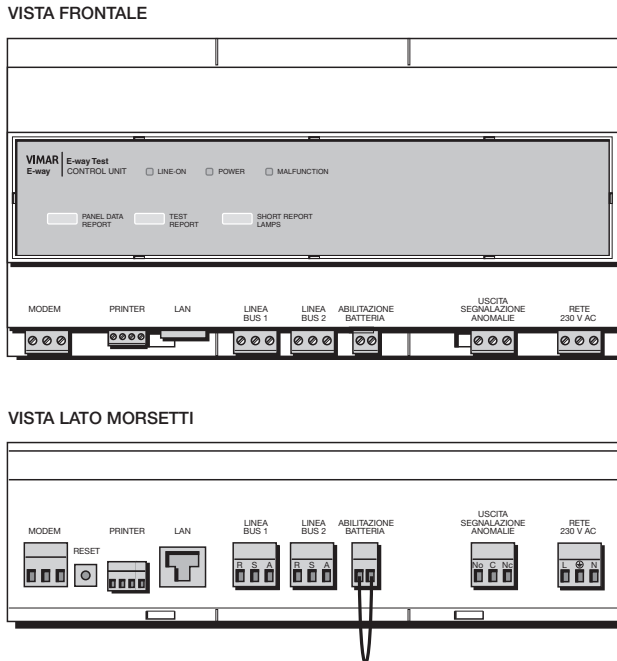 VISTA FRONTALE
VIMAR E-way Test
E-way CONTROL UNIT
LINE-ON POWER MALFUNCTION
PANEL DATA
REPORT
TEST
REPORT
SHORT REPORT
LAMPS
MODEM
PRINTER
LAN
LINEA
BUS 1
LINEA
BUS 2
ABILITAZIONE
BATTERIA
USCITA
SEGNALAZIONE
ANOMALIE
RETE
230 V AC
VISTA LATO MORSETTI
MODEM
RESET
PRINTER
LAN
LINEA
BUS 1
R S A
LINEA
BUS 2
R S A
ABILITAZIONE
BATTERIA
USCITA
SEGNALAZIONE
ANOMALIE
No C Nc
RETE
230 V AC
L N